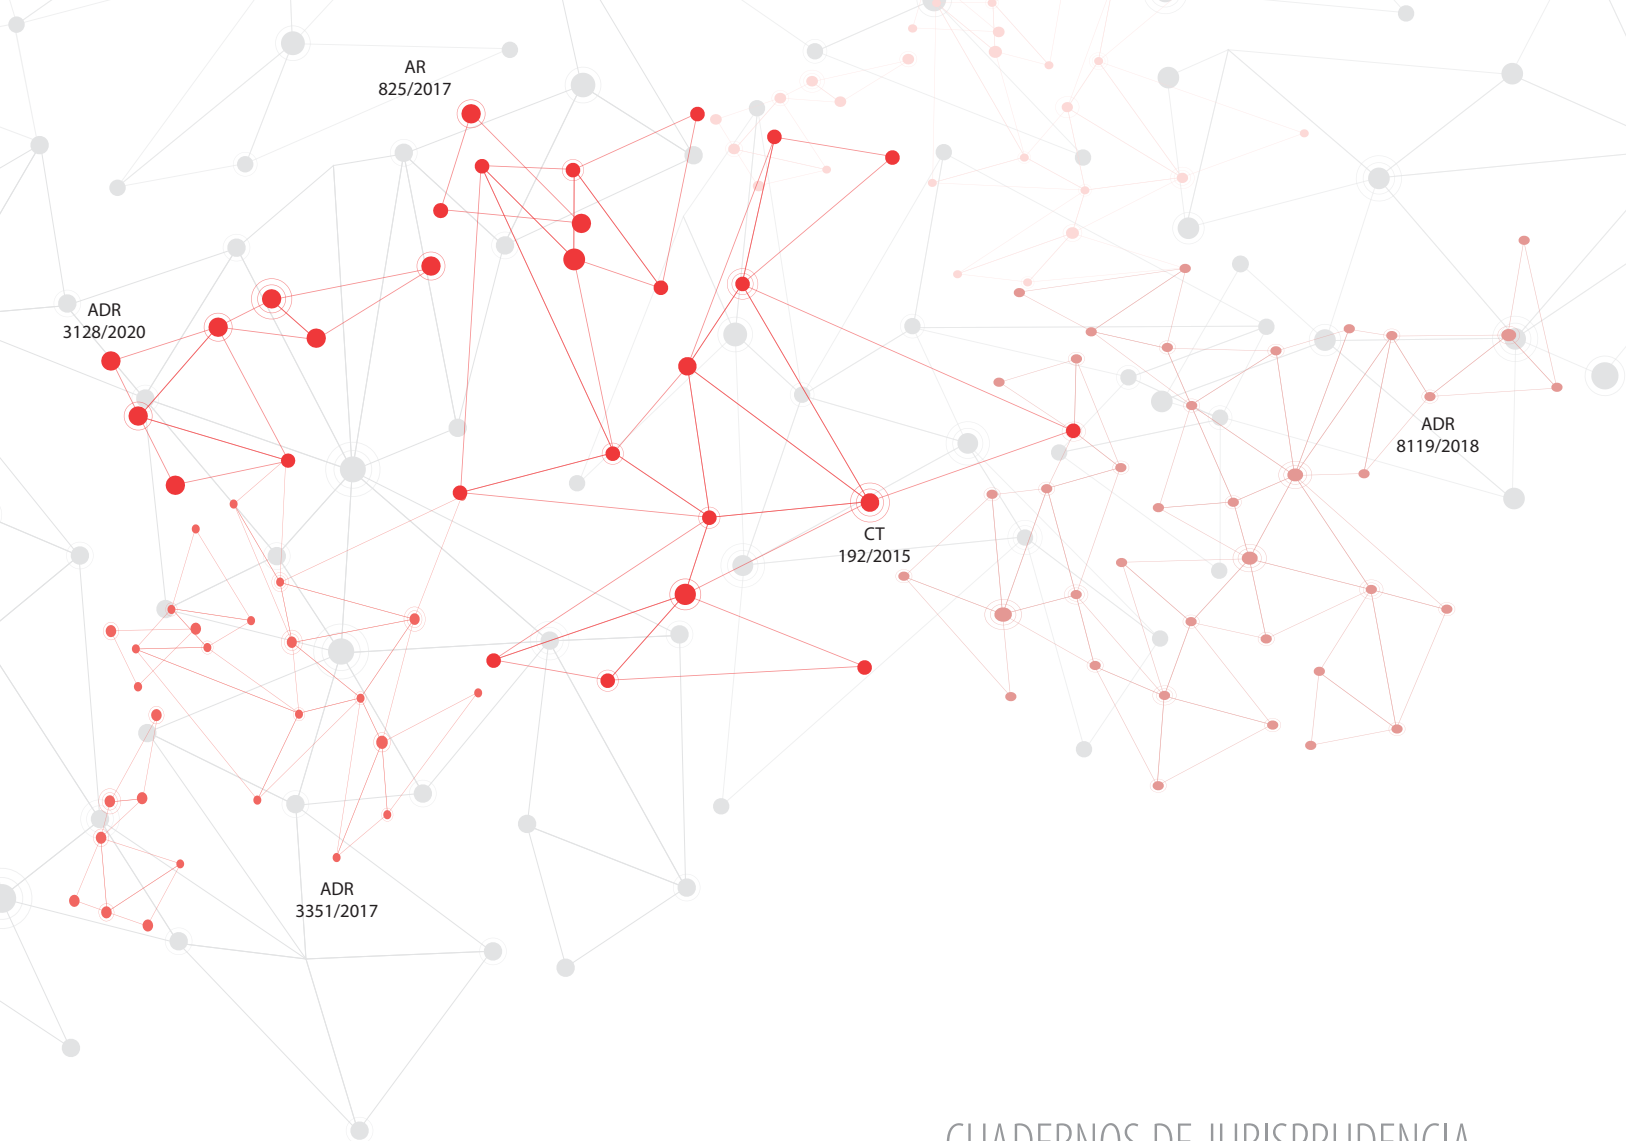 AR
825/2017
ADR
3128/2020
ADR
8119/2018
CT
192/2015
ADR
3351/2017
CUADERNOS DE JURISPRUDENCIA